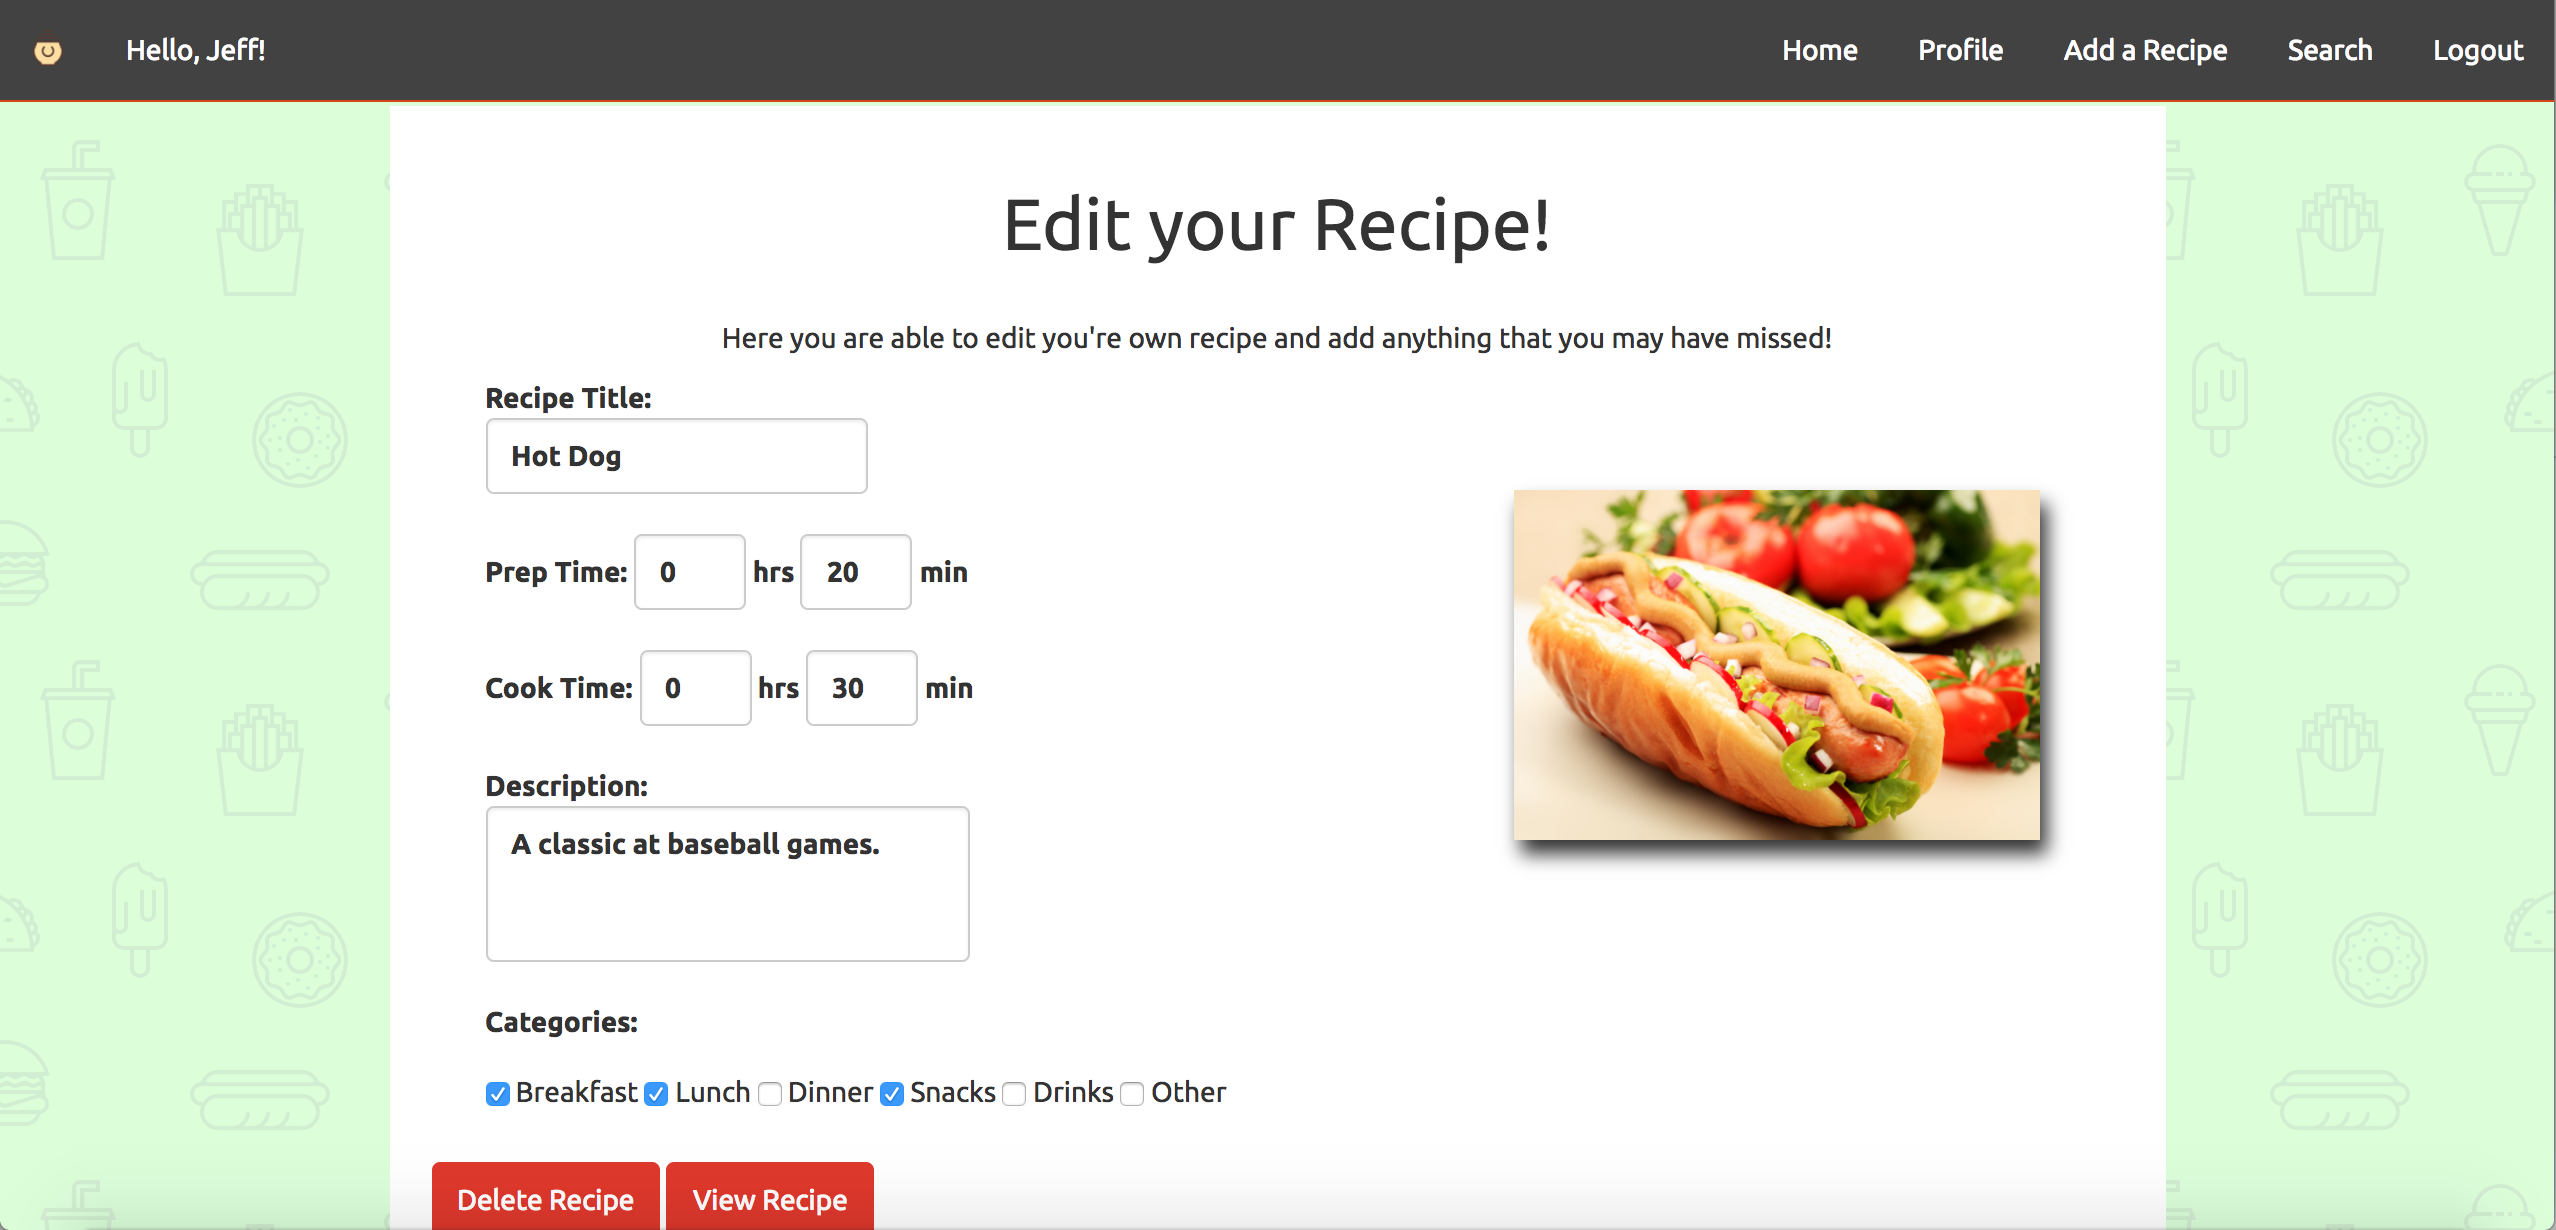 Hello, Jeff! Home Profile Add a Recipe Search Logout
Edit your Recipe!
Here you are able to edit you're own recipe and add anything that you may have missed!
Recipe Title:
Hot Dog
Prep Time: 0 hrs 20 min
Cook Time: 0 hrs 30 min
Description:
A classic at baseball games.
Categories:
Breakfast Lunch Dinner Snacks Drinks Other
Delete Recipe View Recipe